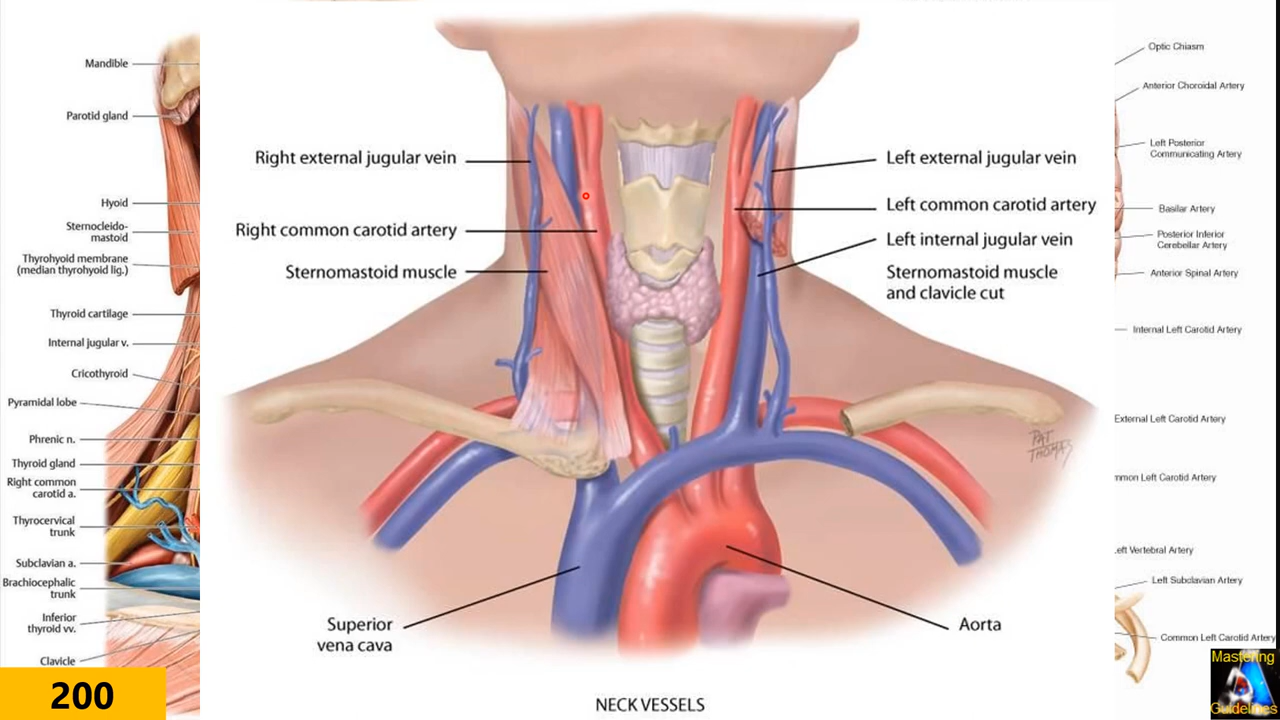 Mandible
Parotid gland
Hyoid
Sternocleido-
mastoid
Thyrohyoid membrane
(median thyrohyoid lig.)
Thyroid cartilage
Internal jugular v.
Cricothyroid
Pyramidal lobe
Phrenic n.
Thyroid gland
Right common
carotid a.
Thyrocervical
trunk
Subclavian a.
Brachiocephalic
trunk
Inferior
thyroid vv.
Clavicle
200
Right external jugular vein
Right common carotid artery
Sternomastoid muscle
Superior
vena cava
Left external jugular vein
Left common carotid artery
Left internal jugular vein
Sternomastoid muscle
and clavicle cut
PAT
THOMAS
Aorta
NECK VESSELS
Optic Chiasm
Anterior Choroidal Artery
Left Posterior
Communicating Artery
Basilar Artery
Posterior Inferior
Cerebellar Artery
Anterior Spinal Artery
Internal Left Carotid Artery
External Left Carotid Artery
mmon Left Carotid Artery
Left Vertebral Artery
Left Subclavian Artery
Common Left Carotid Artery
Mastering
Guidelines